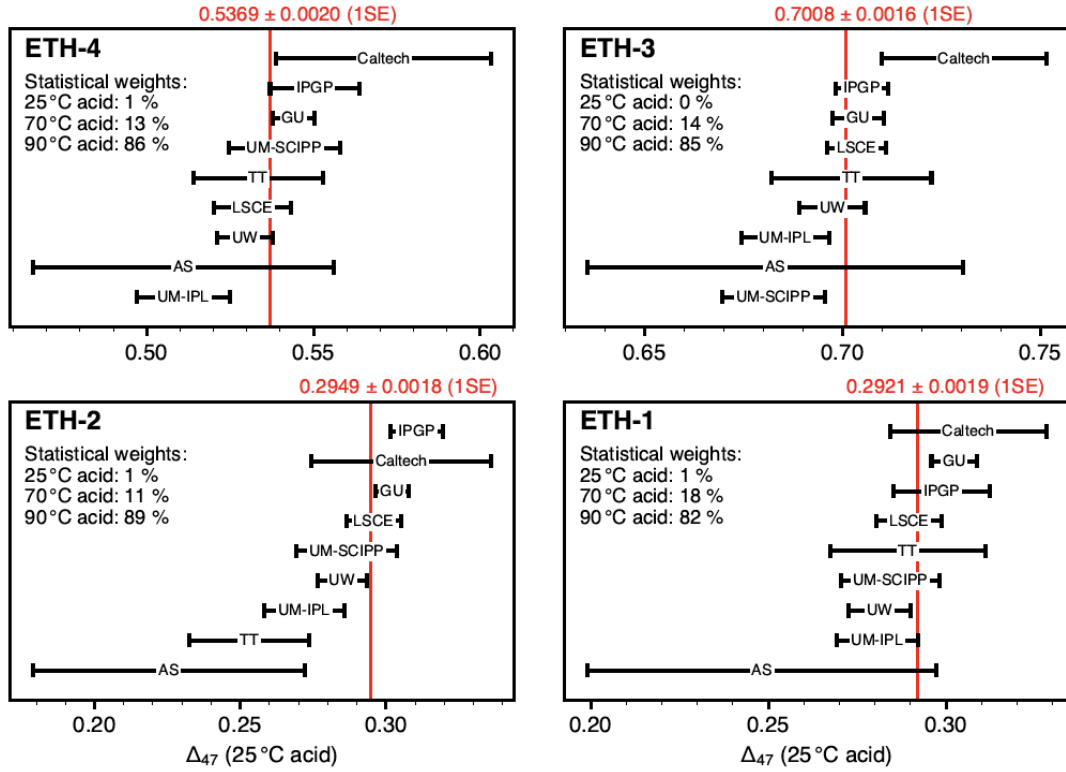 0.5369 ± 0.0020 (1SE)
ETH-4
Statistical weights:
25 °C acid: 1 %
70 °C acid: 13 %
90 °C acid: 86 %
Caltech
IPGP
GU
UM-SCIPP
TT
LSCE
UW
AS
UM-IPL
0.50 0.55 0.60
0.7008 ± 0.0016 (1SE)
ETH-3
Statistical weights:
25 °C acid: 0 %
70 °C acid: 14 %
90 °C acid: 85 %
Caltech
IPGP
GU
LSCE
TT
UW
UM-IPL
AS
UM-SCIPP
0.65 0.70 0.75
0.2949 ± 0.0018 (1SE)
ETH-2
Statistical weights:
25 °C acid: 1 %
70 °C acid: 11 %
90 °C acid: 89 %
IPGP
Caltech
GU
LSCE
UM-SCIPP
UW
UM-IPL
TT
AS
0.20 0.25 0.30
Δ47 (25 °C acid)
0.2921 ± 0.0019 (1SE)
ETH-1
Statistical weights:
25 °C acid: 1 %
70 °C acid: 18 %
90 °C acid: 82 %
Caltech
GU
IPGP
LSCE
TT
UM-SCIPP
UW
UM-IPL
AS
0.20 0.25 0.30
Δ47 (25 °C acid)